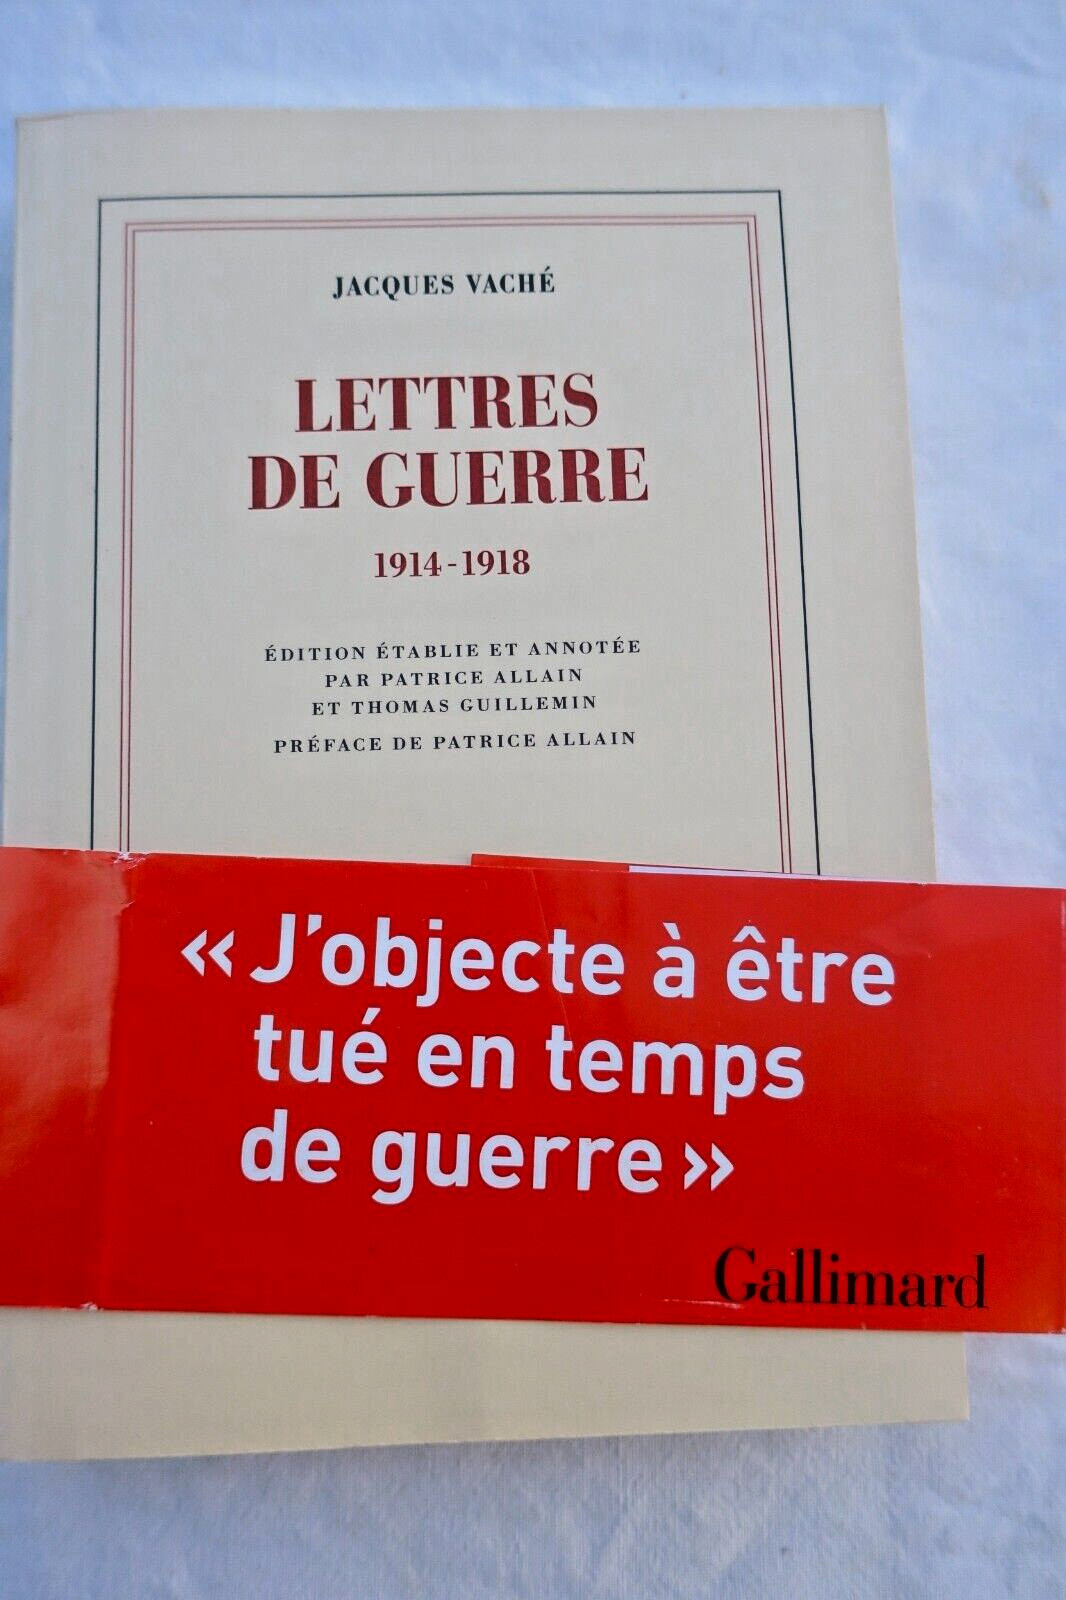 JACQUES VACHÉ
LETTRES
DE GUERRE
1914-1918
ÉDITION ÉTABLIE ET ANNOTÉE
PAR PATRICE ALLAIN
ET THOMAS GUILLEMIN
PRÉFACE DE PATRICE ALLAIN
« J’objecte à être
tué en temps
de guerre »
Gallimard